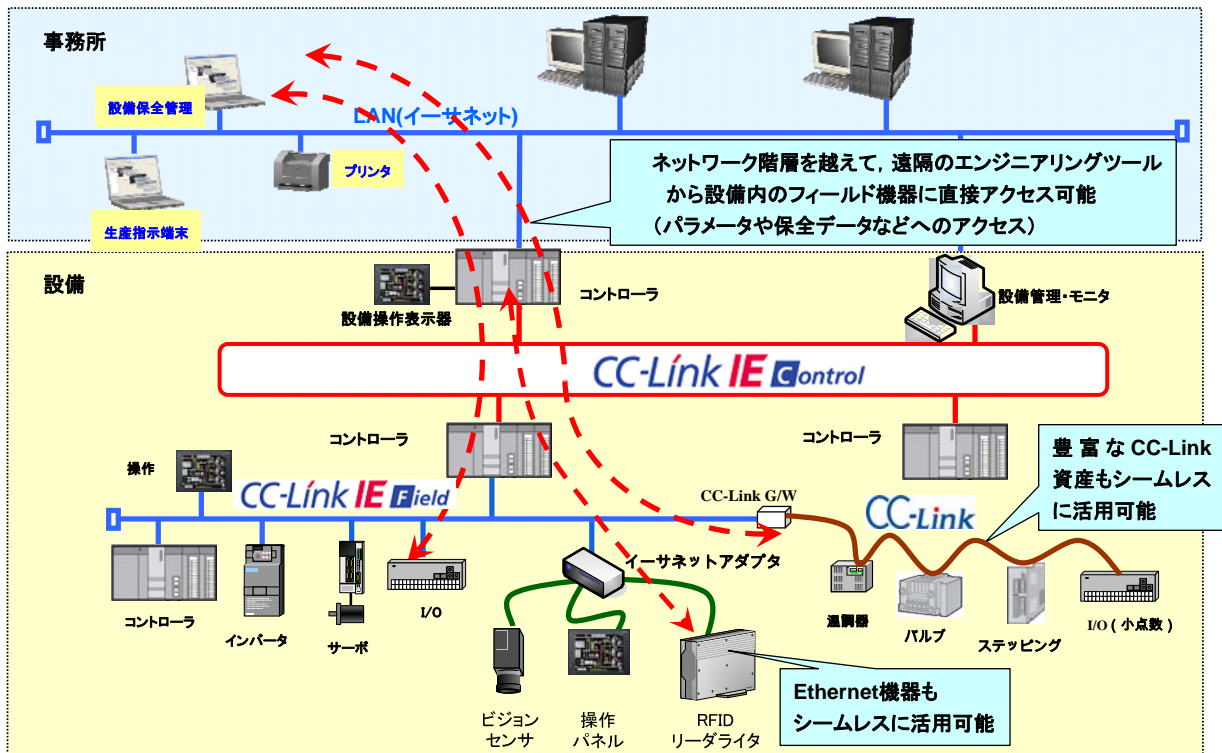 事務所
設備保全管理
LAN(イーサネット)
プリンタ
生産指示端末
ネットワーク階層を越えて，遠隔のエンジニアリングツール
から設備内のフィールド機器に直接アクセス可能
（パラメータや保全データなどへのアクセス）
設備
コントローラ
設備操作表示器
設備管理・モニタ
CC-Link IE Control
コントローラ
コントローラ
操作
CC-Link IE Field
CC-Link G/W
CC-Link
豊富なCC-Link
資産もシームレス
に活用可能
イーサネットアダプタ
コントローラ
インバータ
サーボ
I/O
温調器
バルブ
ステッピング
I/O（小点数）
ビジョン
センサ
操作
パネル
RFID
リーダライタ
Ethernet機器も
シームレスに活用可能